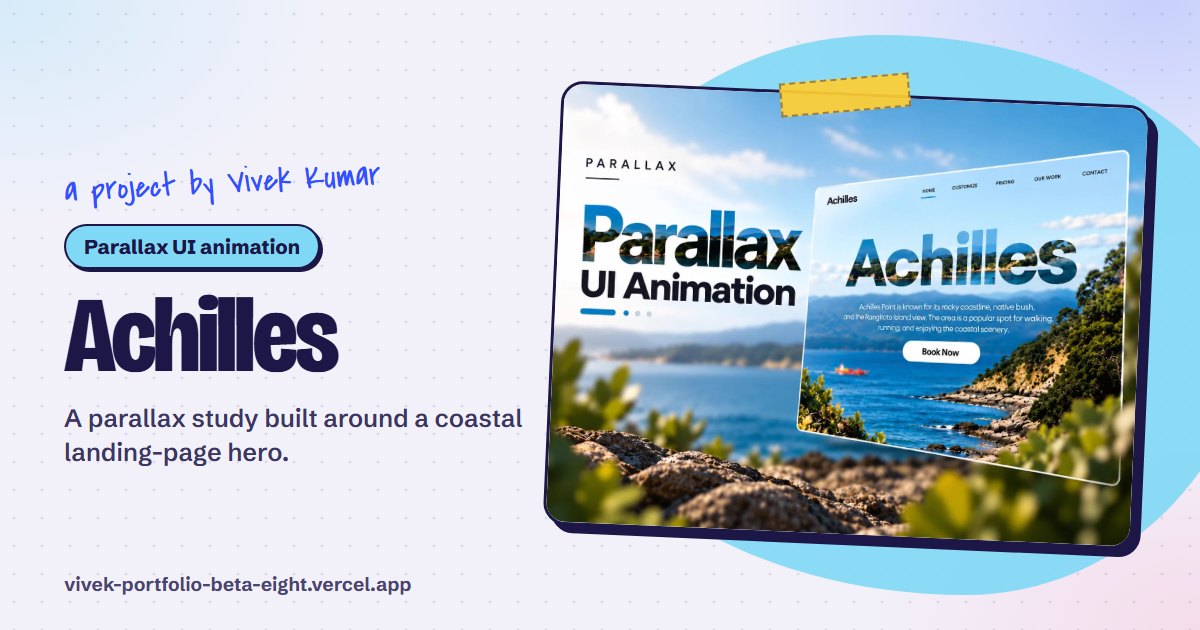 a project by Vivek Kumar
Parallax UI animation
Achilles
A parallax study built around a coastal
landing-page hero.
vivek-portfolio-beta-eight.vercel.app
PARALLAX
Parallax
UI Animation
Achilles
HOME
CUSTOMIZE
PRICING
OUR WORK
CONTACT
Achilles
Achilles Point is known for its rocky coastline, native bush,
and the Rangitoto Island view. The area is a popular spot for walking,
running, and enjoying the coastal scenery.
Book Now